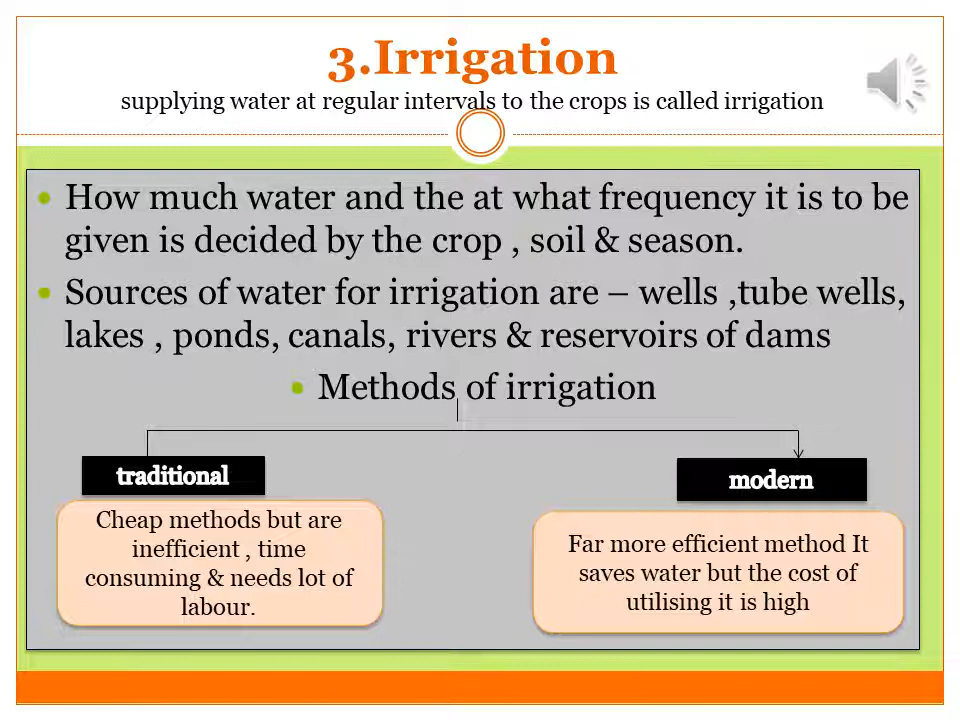 3.Irrigation
supplying water at regular intervals to the crops is called irrigation
How much water and the at what frequency it is to be
given is decided by the crop , soil & season.
Sources of water for irrigation are – wells ,tube wells,
lakes , ponds, canals, rivers & reservoirs of dams
Methods of irrigation
traditional
Cheap methods but are
inefficient , time
consuming & needs lot of
labour.
modern
Far more efficient method It
saves water but the cost of
utilising it is high